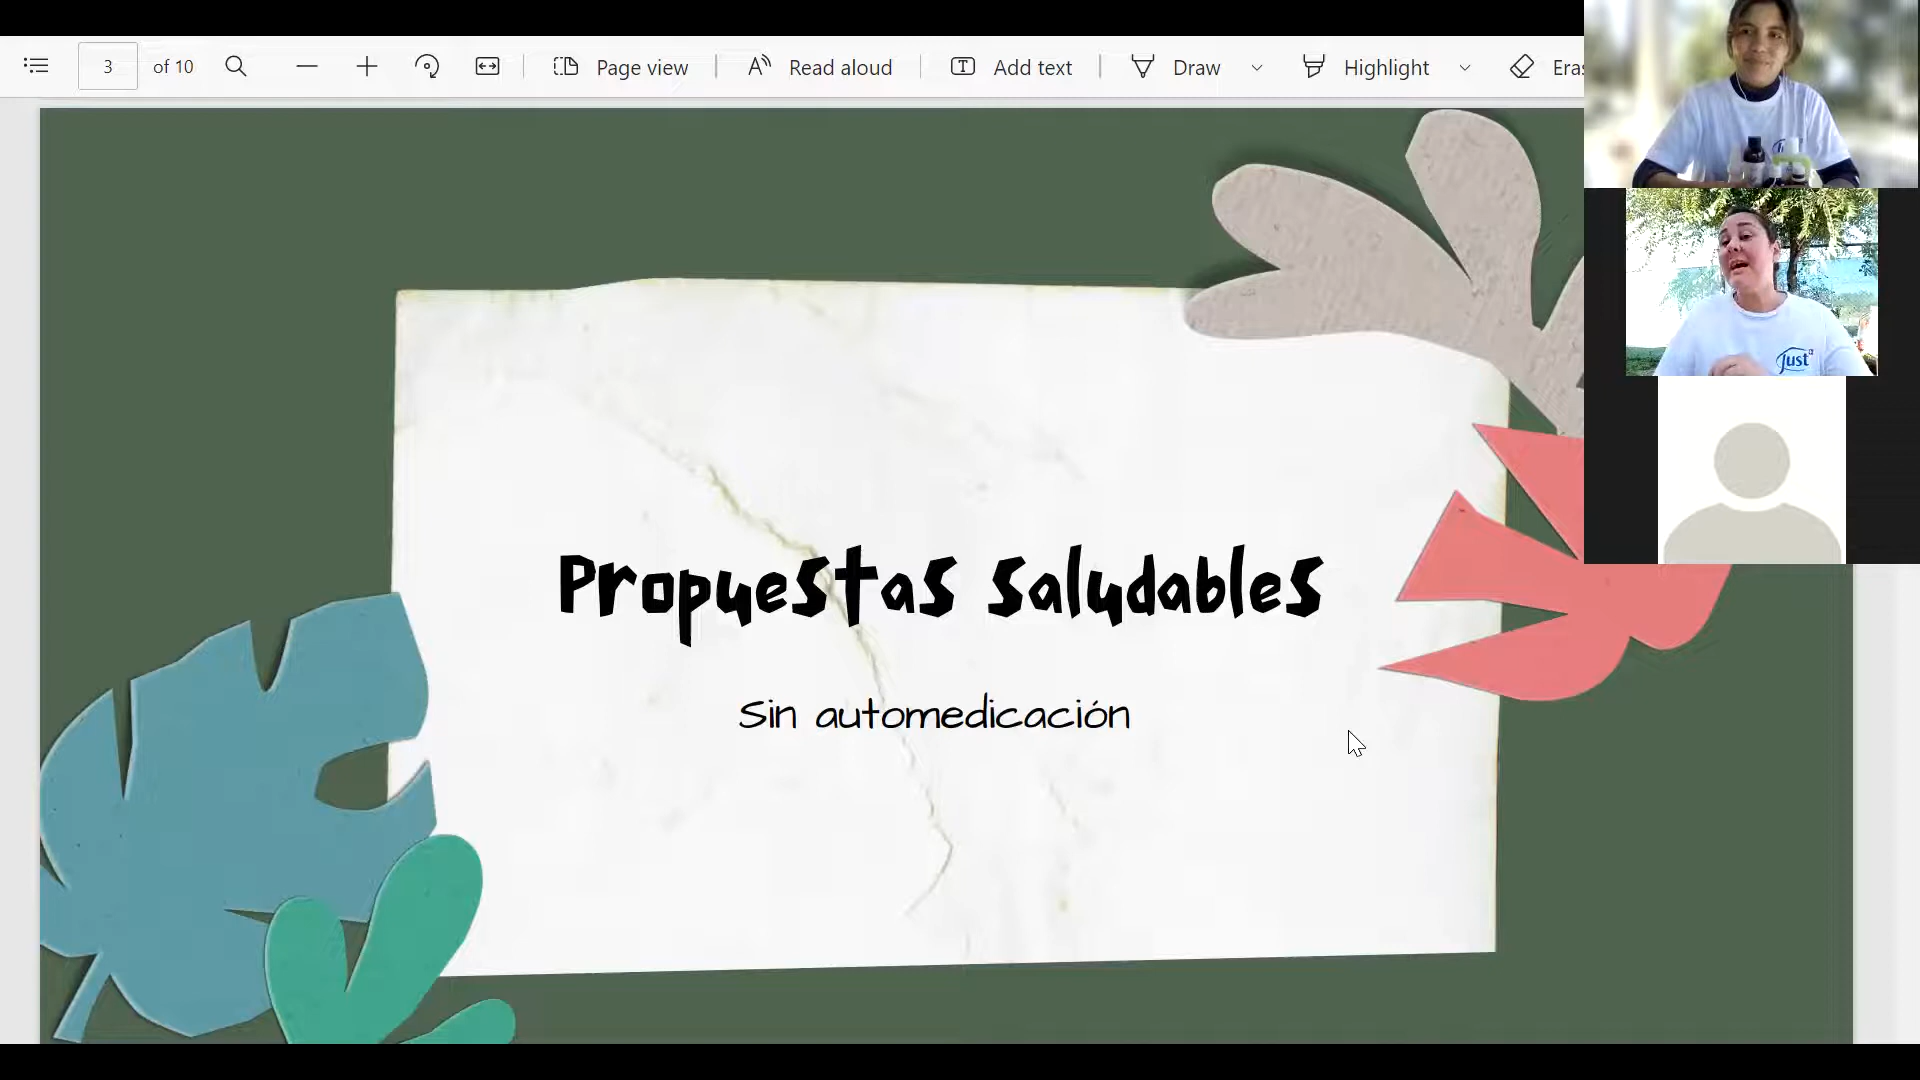 3 of 10 Page view Read aloud Add text Draw Highlight Eras
Propuestas saludables
Sin automedicación
Just